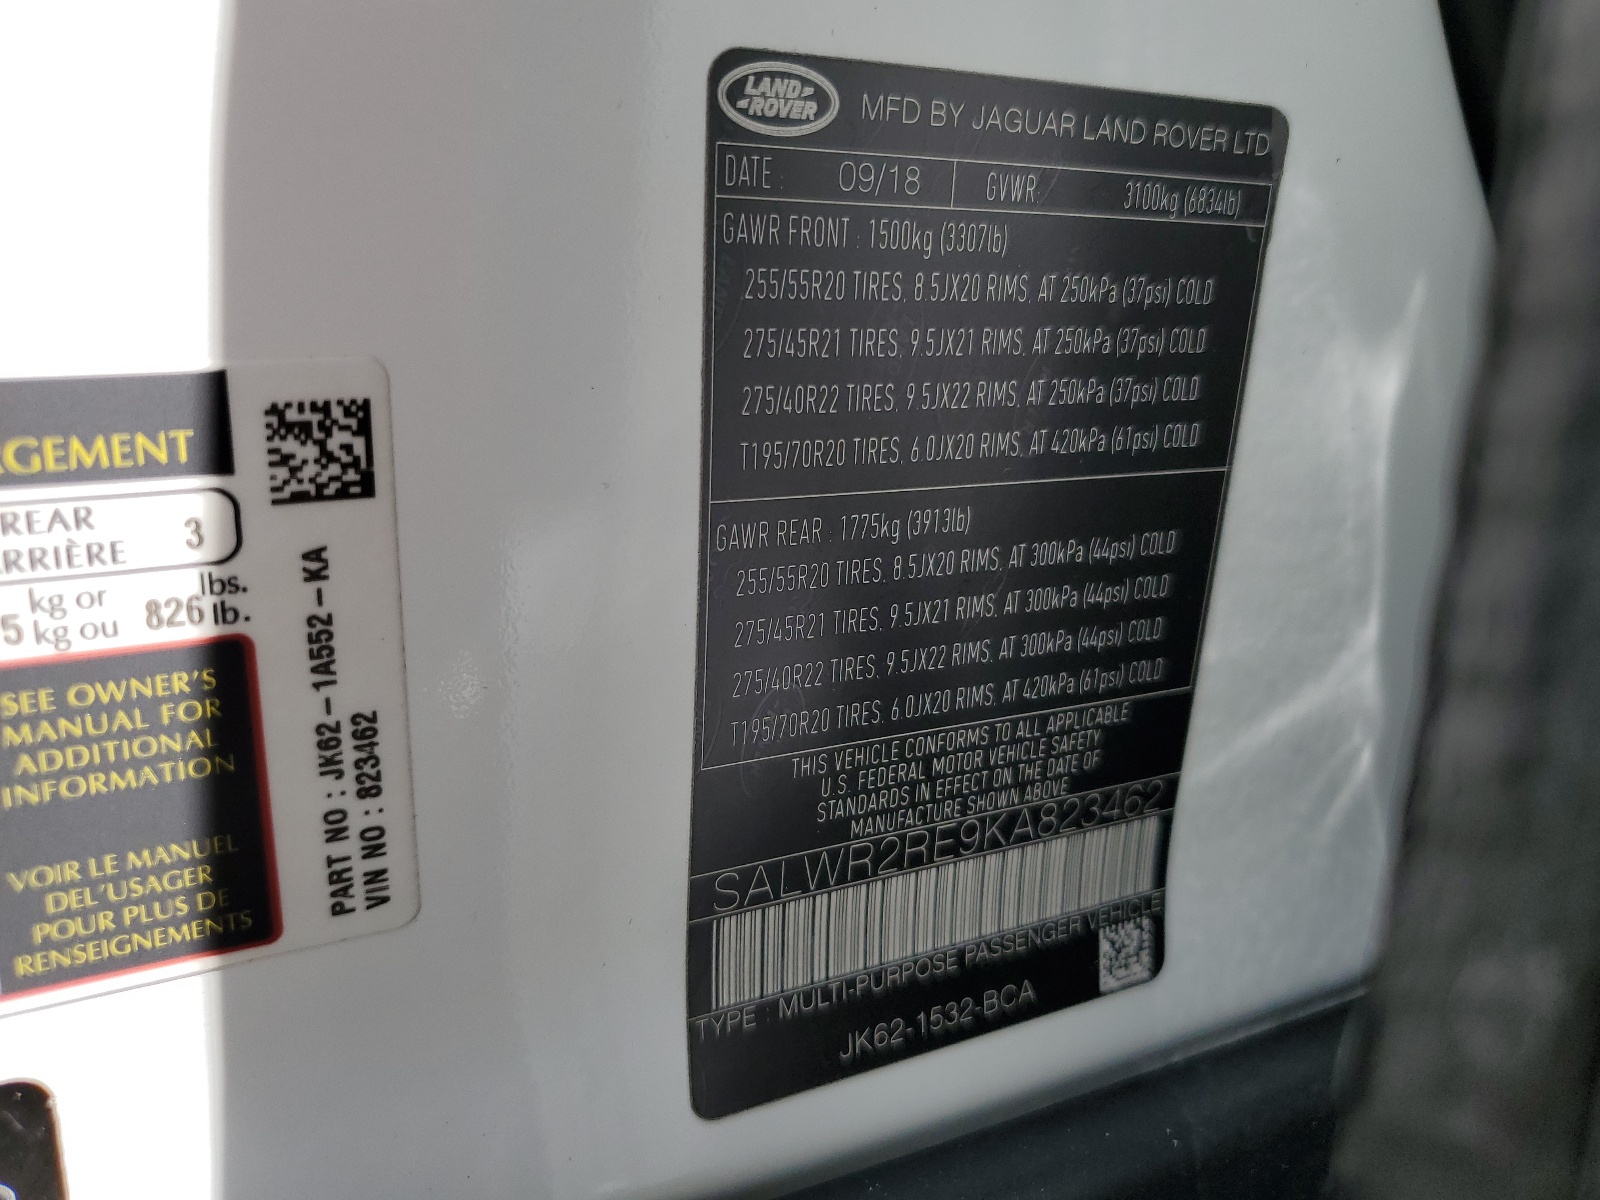 GEMENT
REAR
RRIÈRE
3
kg or
lbs.
5 kg ou 826 lb.
SEE OWNER'S
MANUAL FOR
ADDITIONAL
INFORMATION
VOIR LE MANUEL
DEL'USAGER
POUR PLUS DE
RENSEIGNEMENTS
PART NO : JK62-1A552-KA
VIN NO : 823462
LAND ROVER
MFD BY JAGUAR LAND ROVER LTD
DATE : 09/18 GVWR: 3100kg (6834lb)
GAWR FRONT : 1500kg (3307lb)
255/55R20 TIRES, 8.5JX20 RIMS, AT 250kPa (37psi) COLD
275/45R21 TIRES, 9.5JX21 RIMS, AT 250kPa (37psi) COLD
275/40R22 TIRES, 9.5JX22 RIMS, AT 250kPa (37psi) COLD
T195/70R20 TIRES, 6.0JX20 RIMS, AT 420kPa (61psi) COLD
GAWR REAR : 1775kg (3913lb)
255/55R20 TIRES, 8.5JX20 RIMS, AT 300kPa (44psi) COLD
275/45R21 TIRES, 9.5JX21 RIMS, AT 300kPa (44psi) COLD
275/40R22 TIRES, 9.5JX22 RIMS, AT 300kPa (44psi) COLD
T195/70R20 TIRES, 6.0JX20 RIMS, AT 420kPa (61psi) COLD
THIS VEHICLE CONFORMS TO ALL APPLICABLE
U.S. FEDERAL MOTOR VEHICLE SAFETY
STANDARDS IN EFFECT ON THE DATE OF
MANUFACTURE SHOWN ABOVE
SALWR2RE9KA823462
TYPE : MULTI-PURPOSE PASSENGER VEHICLE
JK62-1532-BCA